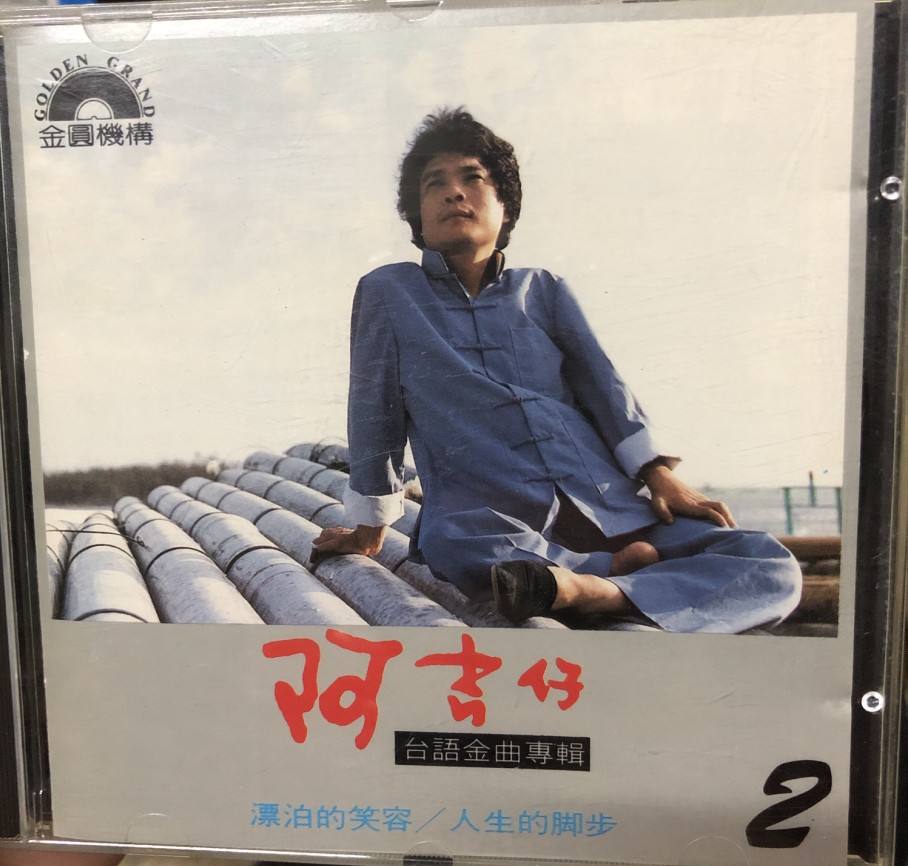 GOLDEN GRAND
金圓機構
阿吉仔
台語金曲專輯
漂泊的笑容／人生的脚步
2